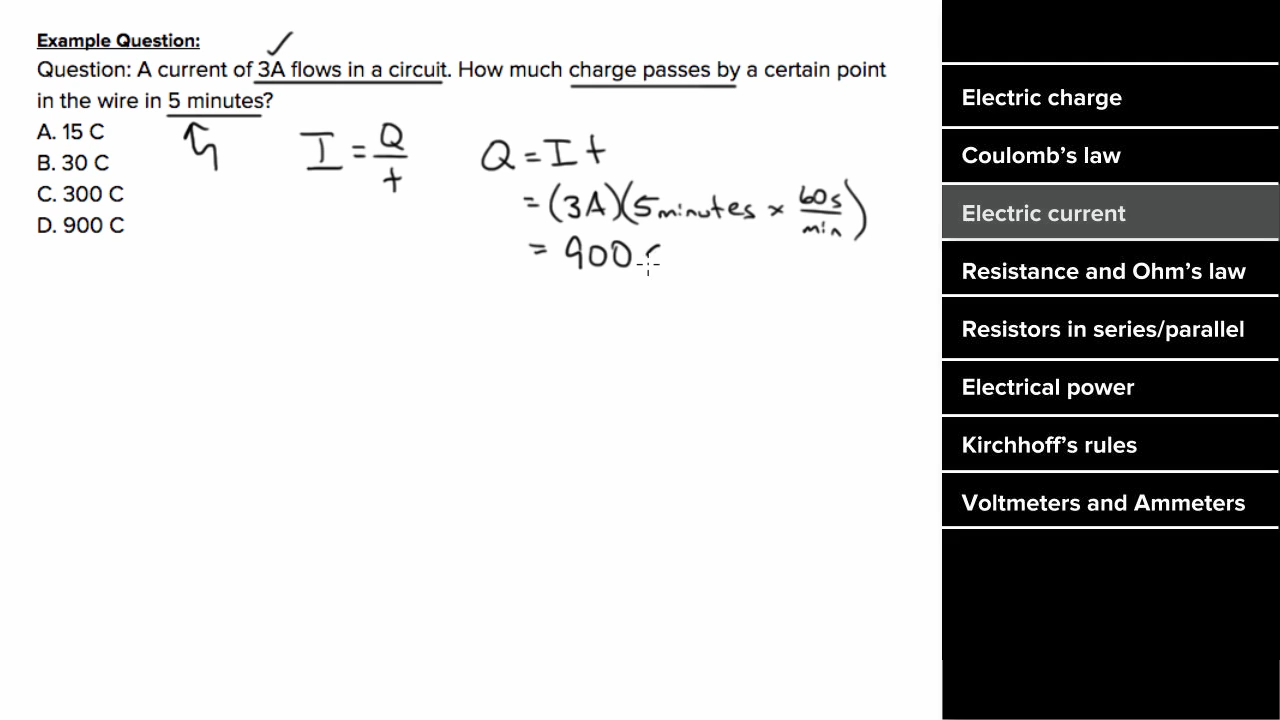 Example Question:
Question: A current of 3A flows in a circuit. How much charge passes by a certain point
in the wire in 5 minutes?
A. 15 C
B. 30 C
C. 300 C
D. 900 C
I = Q/t
Q = I t
= (3A)(5 minutes × 60s/min)
= 900
Electric charge
Coulomb's law
Electric current
Resistance and Ohm's law
Resistors in series/parallel
Electrical power
Kirchhoff's rules
Voltmeters and Ammeters